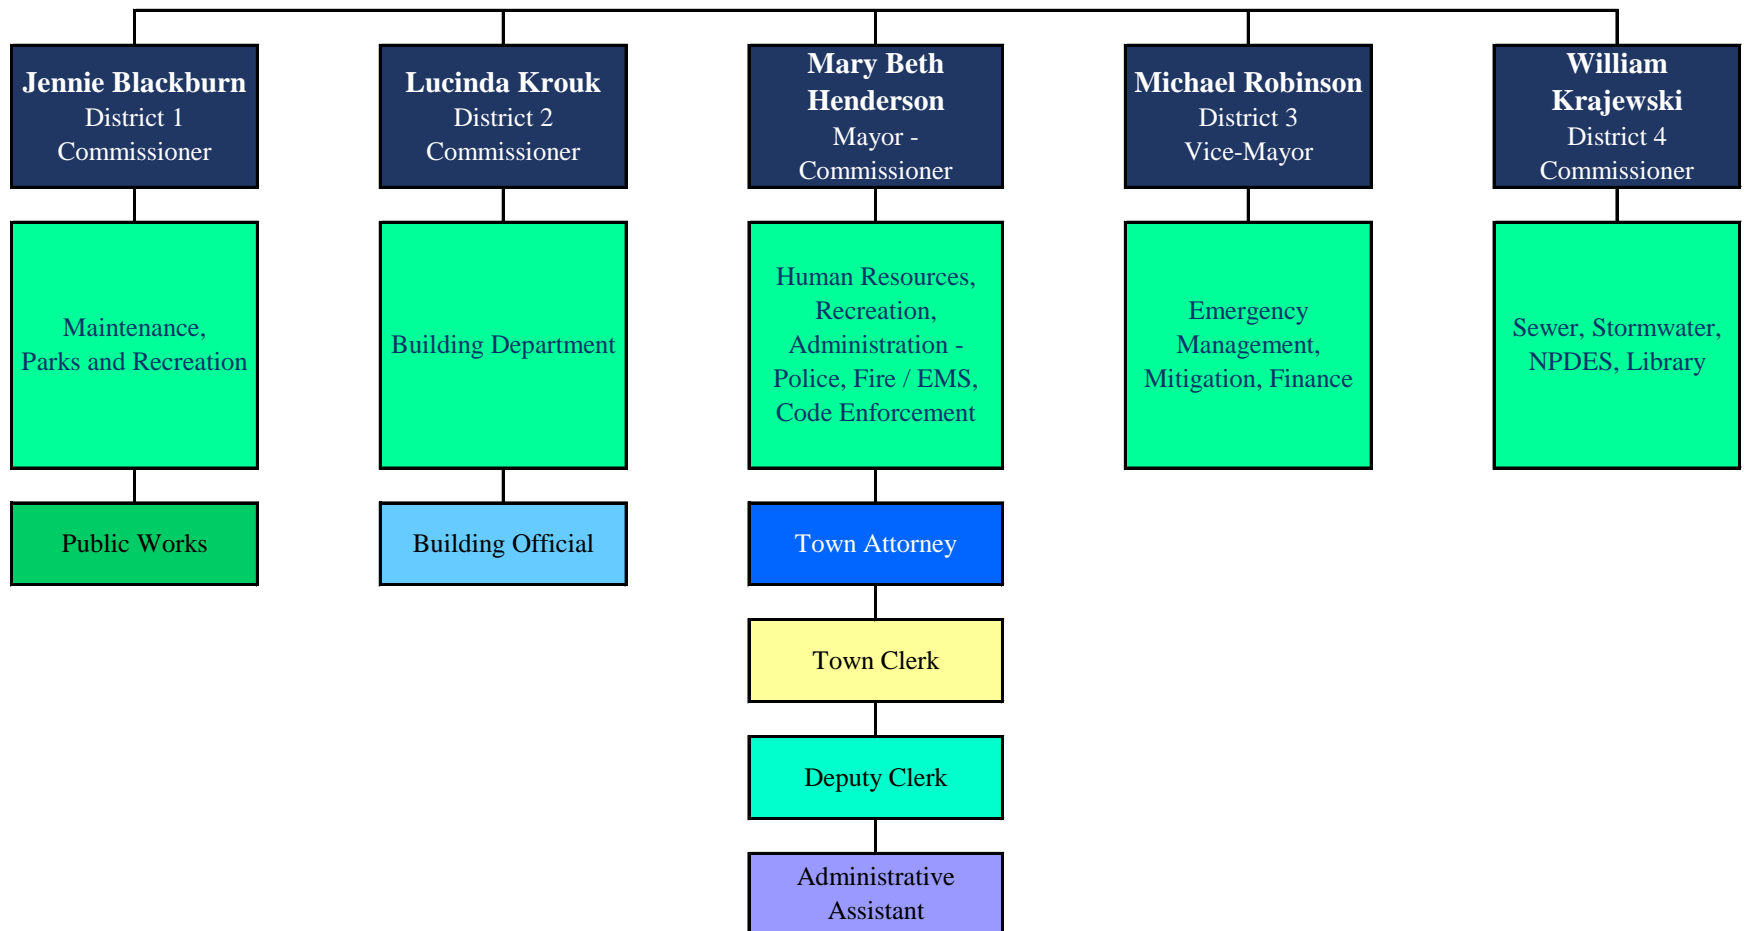 Jennie Blackburn
District 1
Commissioner
Lucinda Krouk
District 2
Commissioner
Mary Beth
Henderson
Mayor -
Commissioner
Michael Robinson
District 3
Vice-Mayor
William
Krajewski
District 4
Commissioner
Maintenance,
Parks and Recreation
Building Department
Human Resources,
Recreation,
Administration -
Police, Fire / EMS,
Code Enforcement
Emergency
Management,
Mitigation, Finance
Sewer, Stormwater,
NPDES, Library
Public Works
Building Official
Town Attorney
Town Clerk
Deputy Clerk
Administrative
Assistant